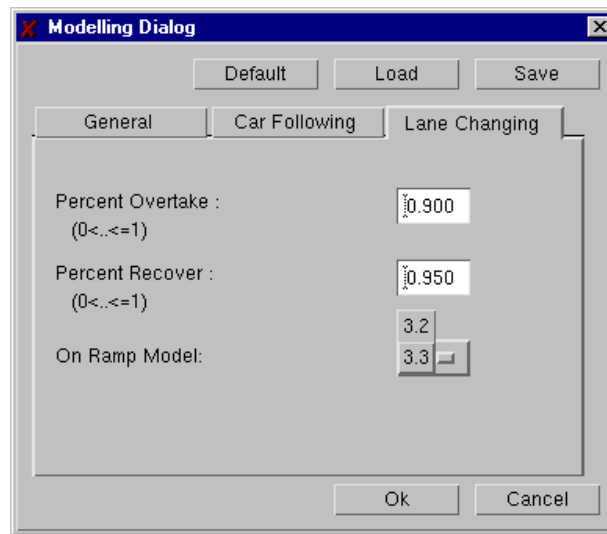 Modelling Dialog
Default Load Save
General Car Following Lane Changing
Percent Overtake : 0.900
(0<..<=1)
Percent Recover : 0.950
(0<..<=1)
3.2
On Ramp Model: 3.3
Ok Cancel